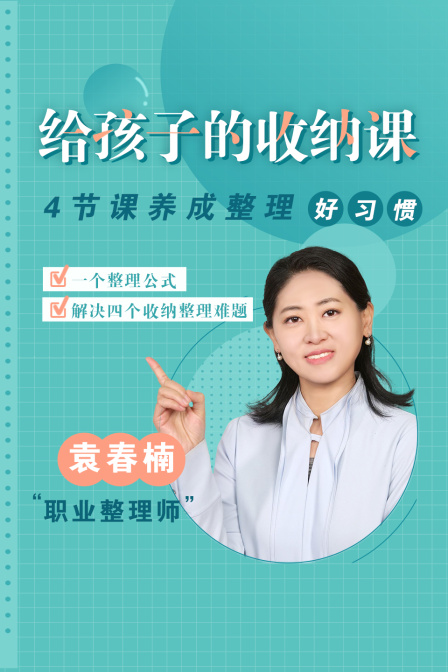 给孩子的收纳课
4节课养成整理好习惯
一个整理公式
解决四个收纳整理难题
袁春楠
“职业整理师”